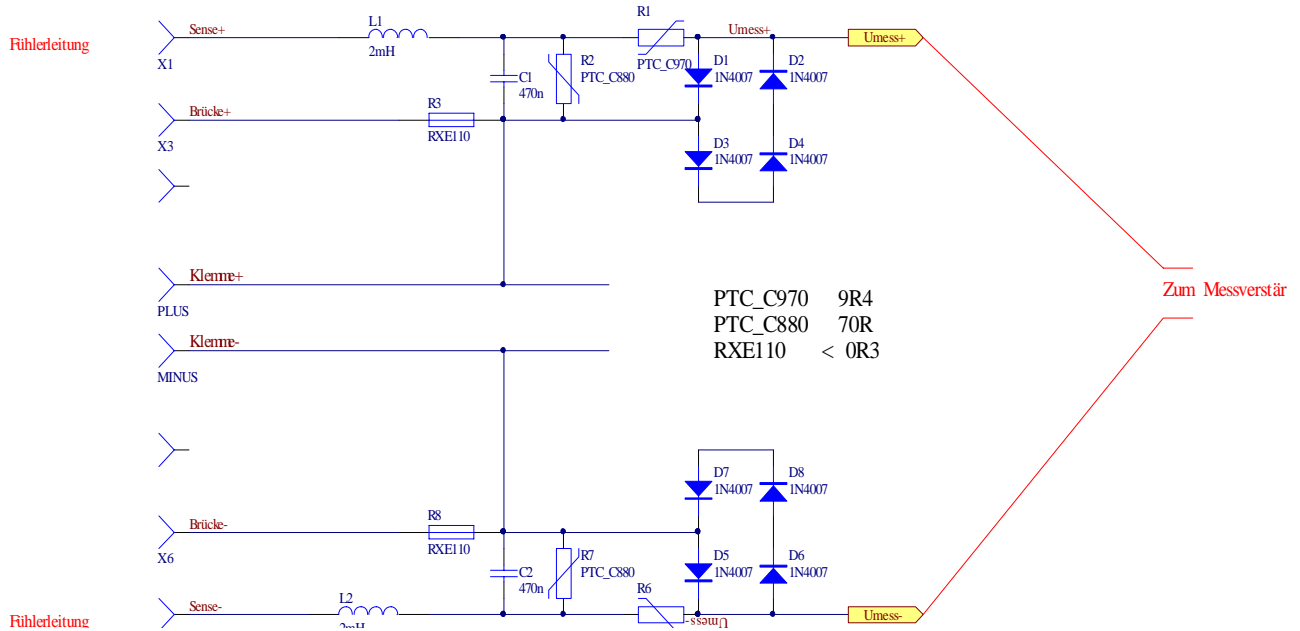 Fühlerleitung
Sense+
X1
L1
2mH
R1
PTC_C970
Umess+
Umess+
C1
470n
R2
PTC_C880
D1
1N4007
D2
1N4007
Brücke+
X3
R3
RXE110
D3
1N4007
D4
1N4007
Klemme+
PLUS
PTC_C970 9R4
PTC_C880 70R
RXE110 < 0R3
Zum Messverstär
Klemme-
MINUS
D7
1N4007
D8
1N4007
Brücke-
X6
R8
RXE110
C2
470n
R7
PTC_C880
D5
1N4007
D6
1N4007
Fühlerleitung
Sense-
L2
2mH
R6
Umess-
Umess-